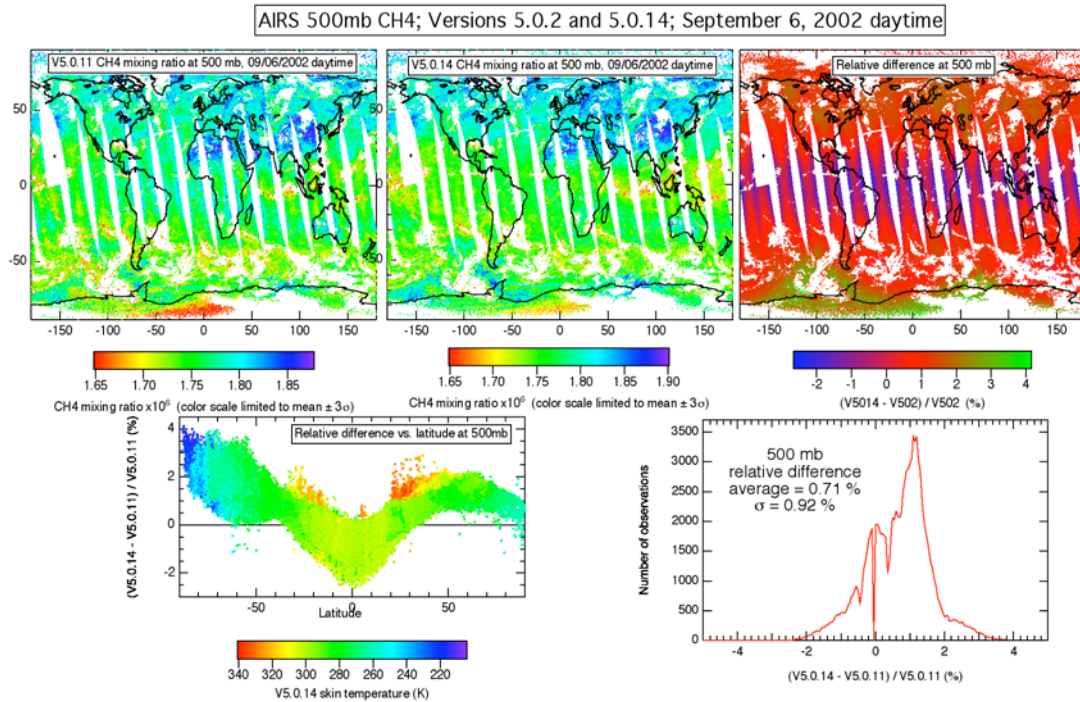 AIRS 500mb CH4; Versions 5.0.2 and 5.0.14; September 6, 2002 daytime
V5.0.11 CH4 mixing ratio at 500 mb, 09/06/2002 daytime
V5.0.14 CH4 mixing ratio at 500 mb, 09/06/2002 daytime
Relative difference at 500 mb
50
0
-50
50
0
-50
50
0
-50
-150 -100 -50 0 50 100 150
-150 -100 -50 0 50 100 150
-150 -100 -50 0 50 100 150
1.65 1.70 1.75 1.80 1.85
CH4 mixing ratio x10⁶ (color scale limited to mean ± 3σ)
1.65 1.70 1.75 1.80 1.85 1.90
CH4 mixing ratio x10⁶ (color scale limited to mean ± 3σ)
-2 -1 0 1 2 3 4
(V5014 - V502) / V502 (%)
Relative difference vs. latitude at 500mb
(V5.0.14 - V5.0.11) / V5.0.11 (%)
4
2
0
-2
-50 0 50
Latitude
340 320 300 280 260 240 220
V5.0.14 skin temperature (K)
500 mb
relative difference
average = 0.71 %
σ = 0.92 %
Number of observations
3500
3000
2500
2000
1500
1000
500
0
-4 -2 0 2 4
(V5.0.14 - V5.0.11) / V5.0.11 (%)